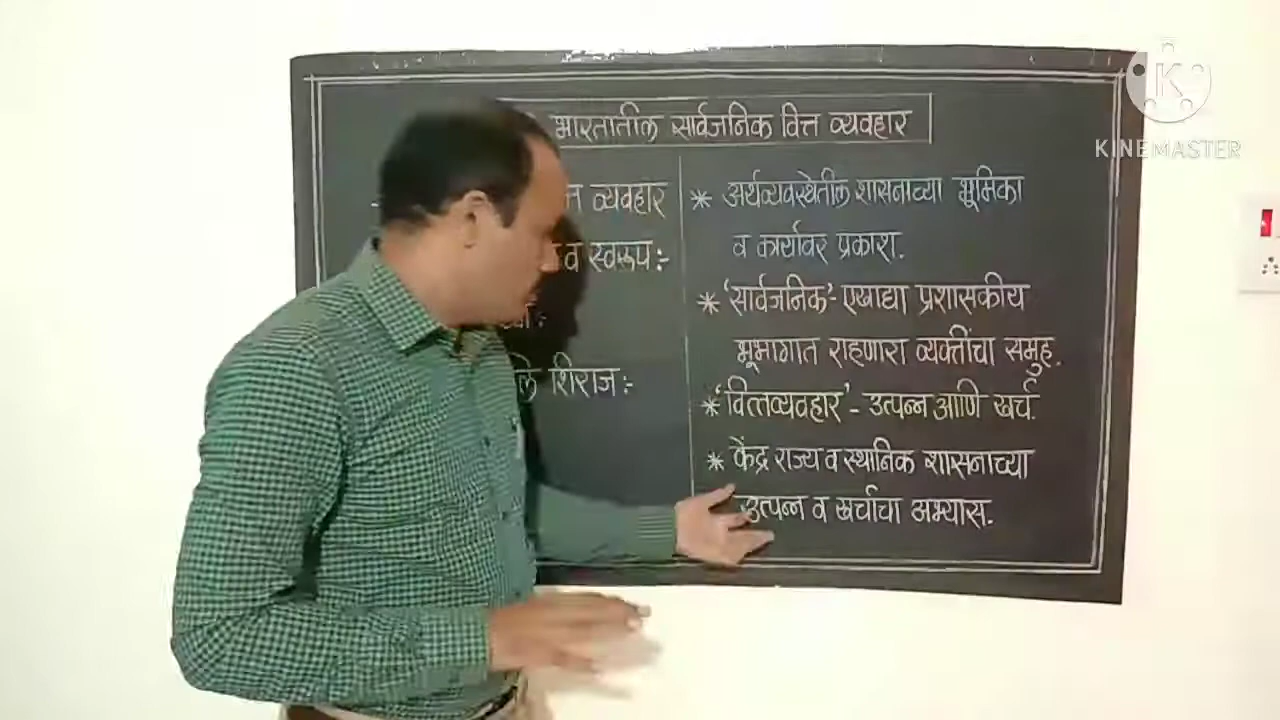 भारतातील सार्वजनिक वित्त व्यवहार
व्यवहार
व स्वरूप :-
शिराज :-
* अर्थव्यवस्थेतील शासनाच्या भूमिका
व कार्यावर प्रकाश.
* 'सार्वजनिक'- एखाद्या प्रशासकीय
भूभागात राहणारा व्यक्तींचा समुह.
* 'वित्तव्यवहार' - उत्पन्न आणि खर्च.
* केंद्र राज्य व स्थानिक शासनाच्या
उत्पन्न व खर्चाचा अभ्यास.
K
KINEMASTER